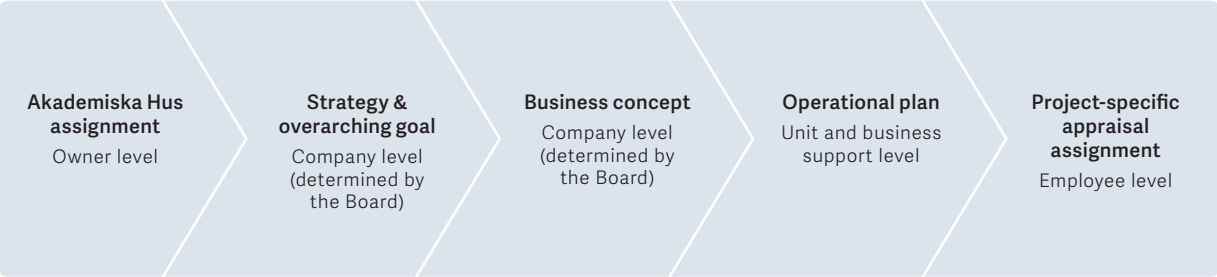 Akademiska Hus
assignment
Owner level
Strategy &
overarching goal
Company level
(determined by
the Board)
Business concept
Company level
(determined by
the Board)
Operational plan
Unit and business
support level
Project-specific
appraisal
assignment
Employee level